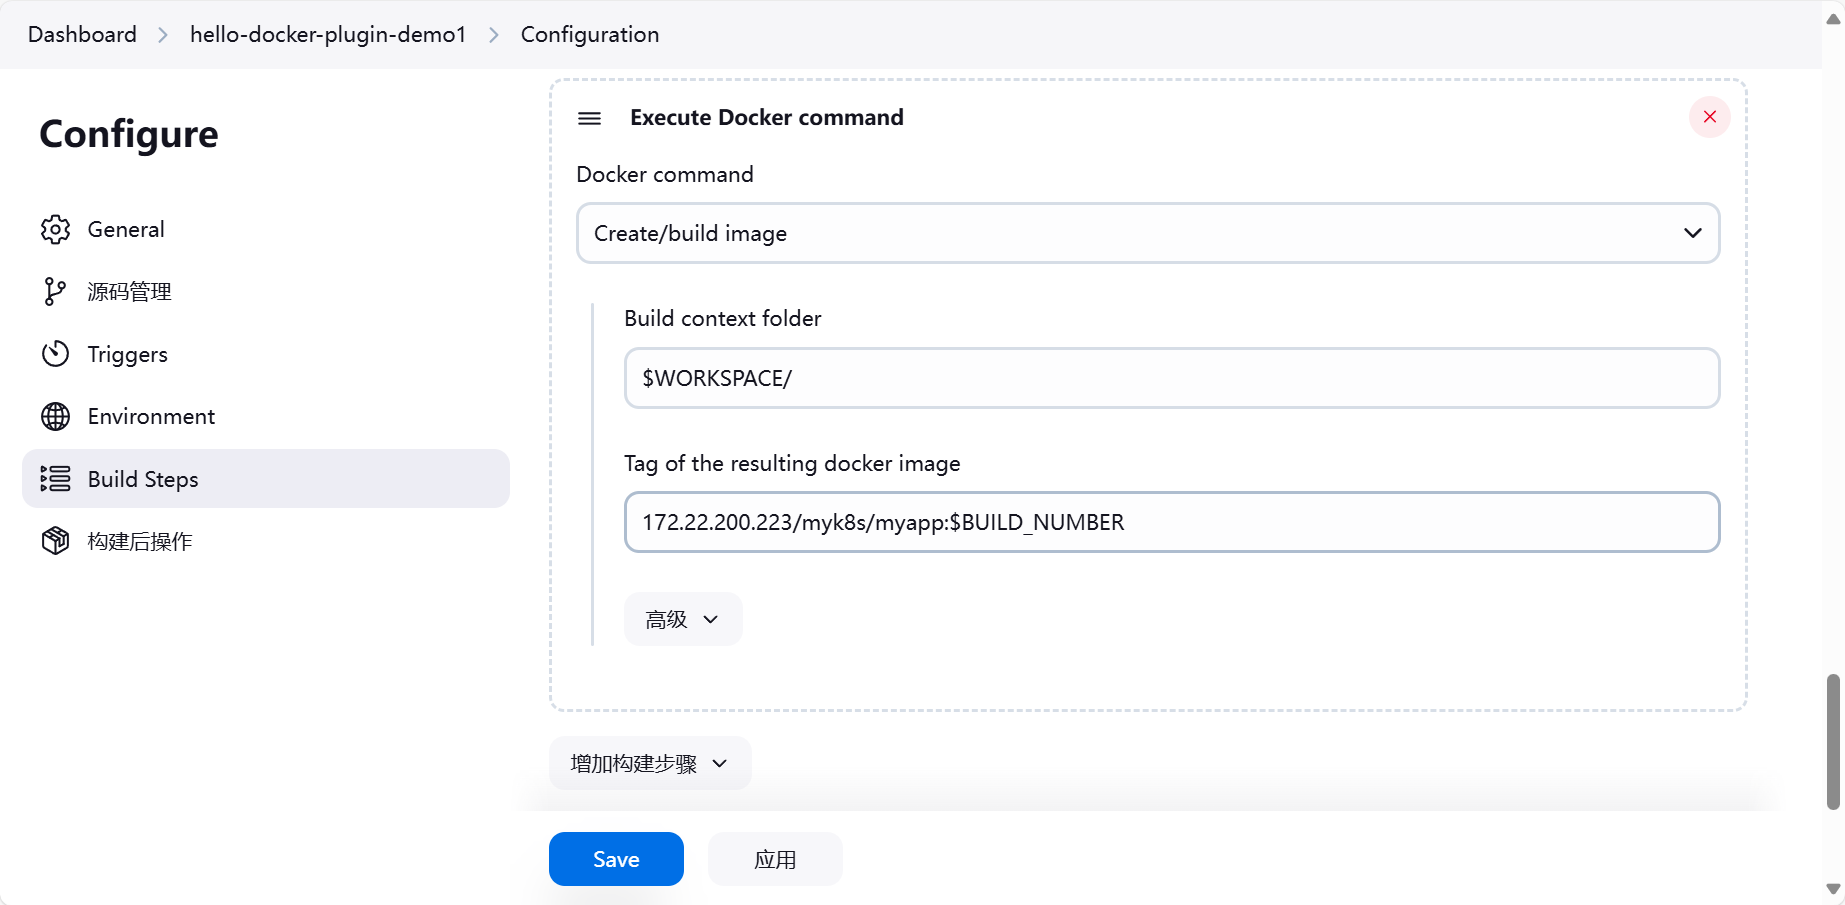 Dashboard > hello-docker-plugin-demo1 > Configuration
Configure
General
源码管理
Triggers
Environment
Build Steps
构建后操作
Execute Docker command
Docker command
Create/build image
Build context folder
$WORKSPACE/
Tag of the resulting docker image
172.22.200.223/myk8s/myapp:$BUILD_NUMBER
高级
增加构建步骤
Save
应用